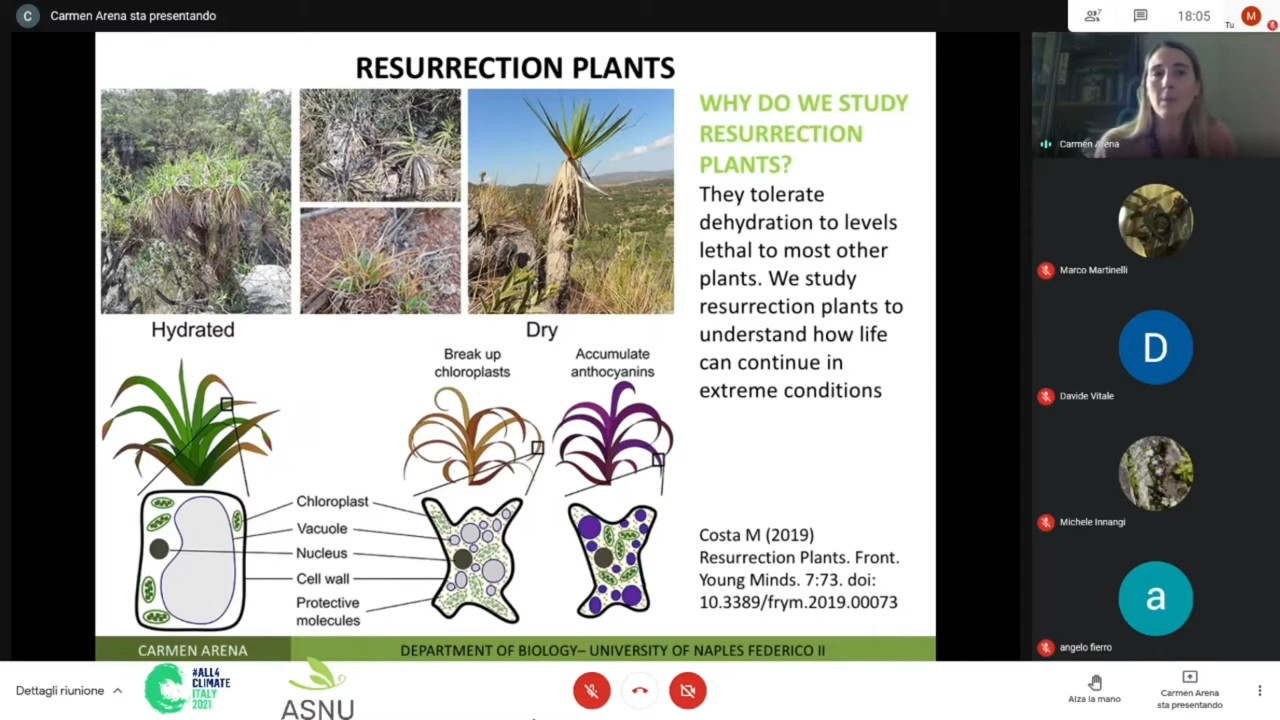 C
Carmen Arena sta presentando
7
18:05
Tu
M
RESURRECTION PLANTS
Hydrated
Dry
Break up
chloroplasts
Accumulate
anthocyanins
Chloroplast
Vacuole
Nucleus
Cell wall
Protective
molecules
WHY DO WE STUDY
RESURRECTION
PLANTS?
They tolerate
dehydration to levels
lethal to most other
plants. We study
resurrection plants to
understand how life
can continue in
extreme conditions
Costa M (2019)
Resurrection Plants. Front.
Young Minds. 7:73. doi:
10.3389/frym.2019.00073
CARMEN ARENA
DEPARTMENT OF BIOLOGY– UNIVERSITY OF NAPLES FEDERICO II
Carmen Arena
Marco Martinelli
D
Davide Vitale
Michele Innangi
a
angelo fierro
Dettagli riunione
#ALL4
CLIMATE
ITALY
2021
ASNU
Alza la mano
Carmen Arena
sta presentando